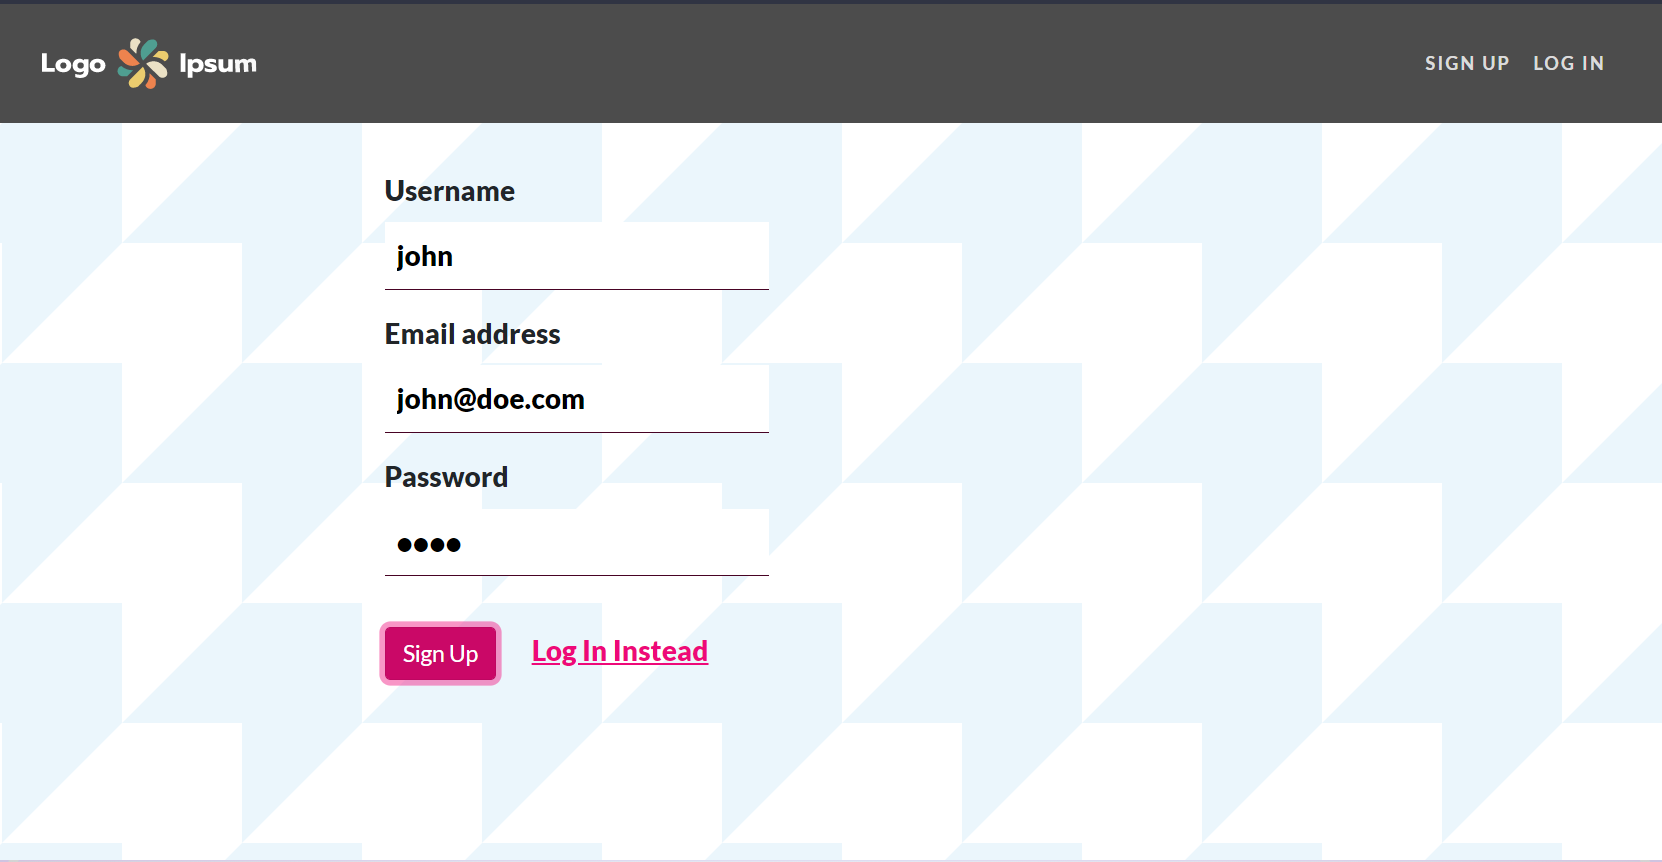 Logo Ipsum
SIGN UP LOG IN
Username
john
Email address
john@doe.com
Password
●●●●
Sign Up Log In Instead